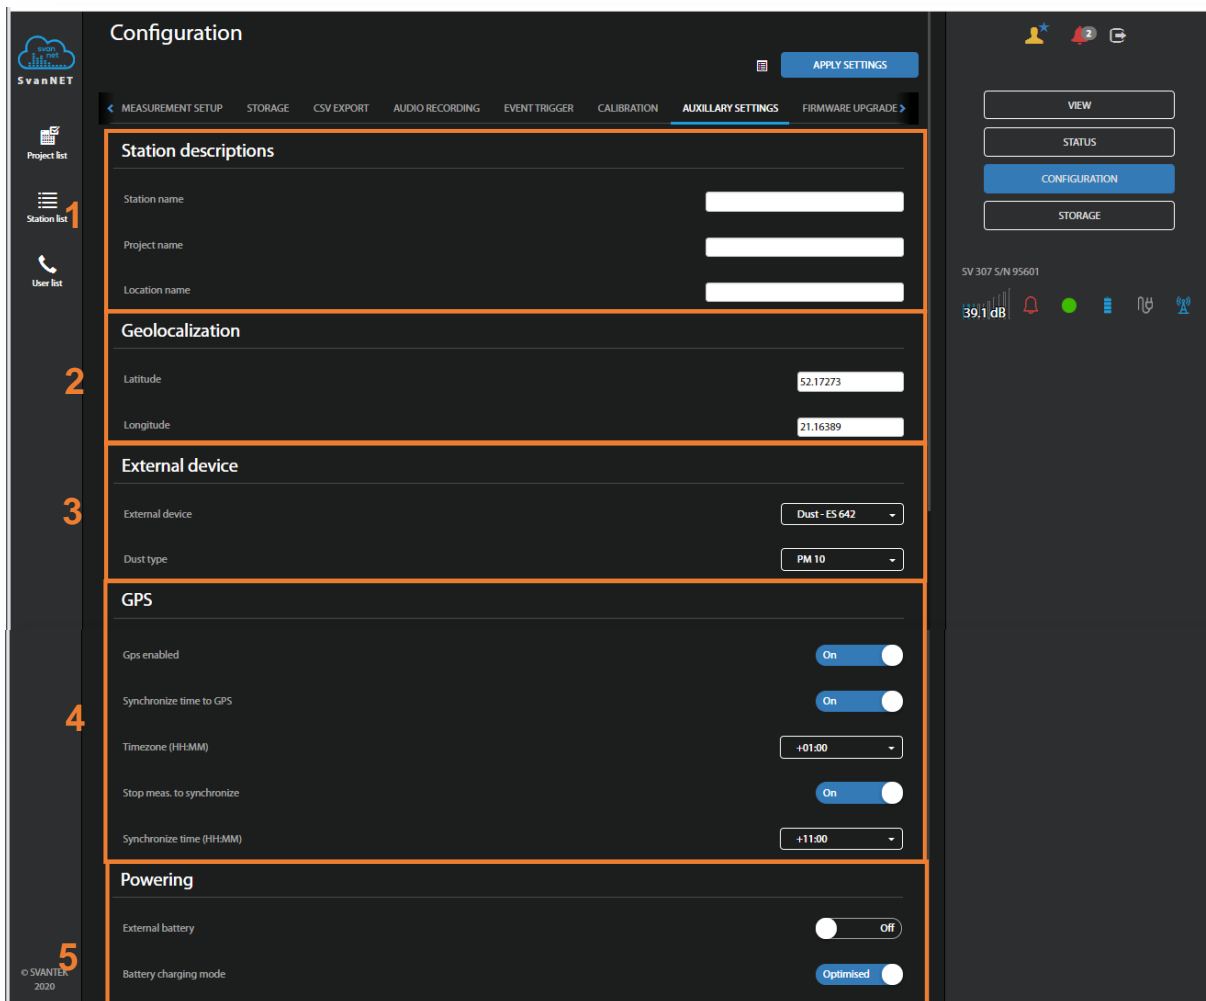 svan
net
SvanNET
Project list
Station list
User list
© SVANTEK
2020
1
2
3
4
5
Configuration
APPLY SETTINGS
MEASUREMENT SETUP STORAGE CSV EXPORT AUDIO RECORDING EVENT TRIGGER CALIBRATION AUXILLARY SETTINGS FIRMWARE UPGRADE
Station descriptions
Station name
Project name
Location name
Geolocalization
Latitude 52.17273
Longitude 21.16389
External device
External device Dust - ES 642
Dust type PM 10
GPS
Gps enabled On
Synchronize time to GPS On
Timezone (HH:MM) +01:00
Stop meas. to synchronize On
Synchronize time (HH:MM) +11:00
Powering
External battery Off
Battery charging mode Optimised
2
VIEW
STATUS
CONFIGURATION
STORAGE
SV 307 S/N 95601
39.1 dB